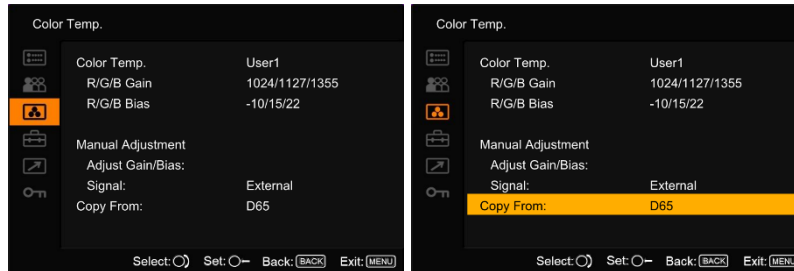 Color Temp.
Color Temp. User1
R/G/B Gain 1024/1127/1355
R/G/B Bias -10/15/22
Manual Adjustment
Adjust Gain/Bias:
Signal: External
Copy From: D65
Select: Set: Back: BACK Exit: MENU
Color Temp.
Color Temp. User1
R/G/B Gain 1024/1127/1355
R/G/B Bias -10/15/22
Manual Adjustment
Adjust Gain/Bias:
Signal: External
Copy From: D65
Select: Set: Back: BACK Exit: MENU